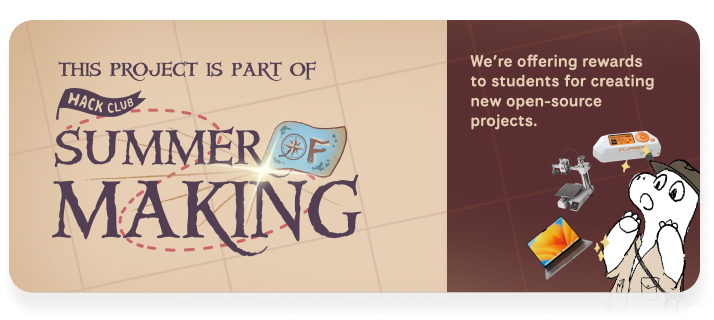 THIS PROJECT IS PART OF
HACK CLUB
SUMMER OF
MAKING
We're offering rewards
to students for creating
new open-source
projects.